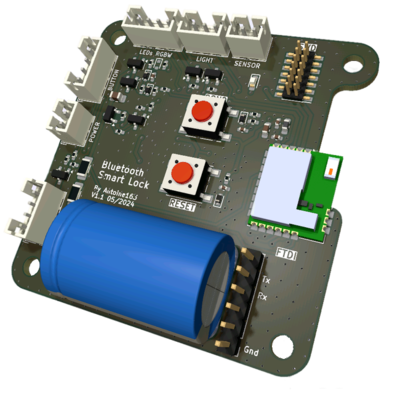 LEDs RGBW
LIGHT
SENSOR
BUTTON
POWER
Bluetooth
Smart Lock
By Antoine163
V1.1 05/2024
RESET
FTDI
Tx
Rx
Gnd